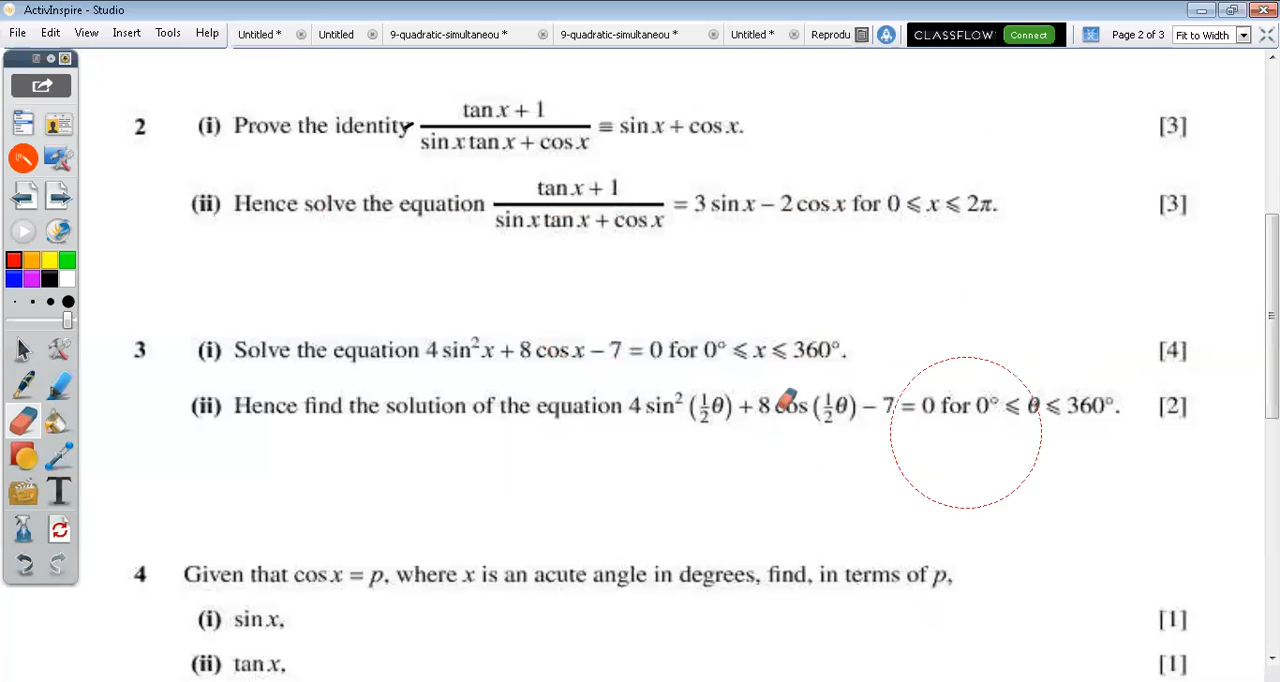 ActivInspire - Studio
File Edit View Insert Tools Help Untitled * Untitled 9-quadratic-simultaneou * 9-quadratic-simultaneou * Untitled * Reprodu CLASSFLOW Connect Page 2 of 3 Fit to Width
2 (i) Prove the identity (tan x + 1)/(sin x tan x + cos x) ≡ sin x + cos x. [3]
(ii) Hence solve the equation (tan x + 1)/(sin x tan x + cos x) = 3 sin x − 2 cos x for 0 ⩽ x ⩽ 2π. [3]
3 (i) Solve the equation 4 sin² x + 8 cos x − 7 = 0 for 0° ⩽ x ⩽ 360°. [4]
(ii) Hence find the solution of the equation 4 sin² (½θ) + 8 cos (½θ) − 7 = 0 for 0° ⩽ θ ⩽ 360°. [2]
4 Given that cos x = p, where x is an acute angle in degrees, find, in terms of p,
(i) sin x, [1]
(ii) tan x, [1]